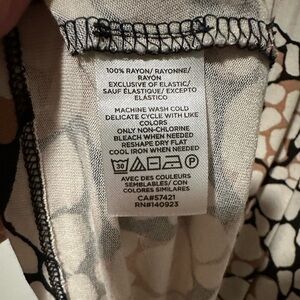 100% RAYON/RAYONNE/
RAYON
EXCLUSIVE OF ELASTIC/
SAUF ÉLASTIQUE/EXCEPTO
ELÁSTICO
MACHINE WASH COLD
DELICATE CYCLE WITH LIKE
COLORS
ONLY NON-CHLORINE
BLEACH WHEN NEEDED
RESHAPE DRY FLAT
COOL IRON WHEN NEEDED
30 P
AVEC DES COULEURS
SEMBLABLES/ CON
COLORES SIMILARES
CA#57421
RN#140923